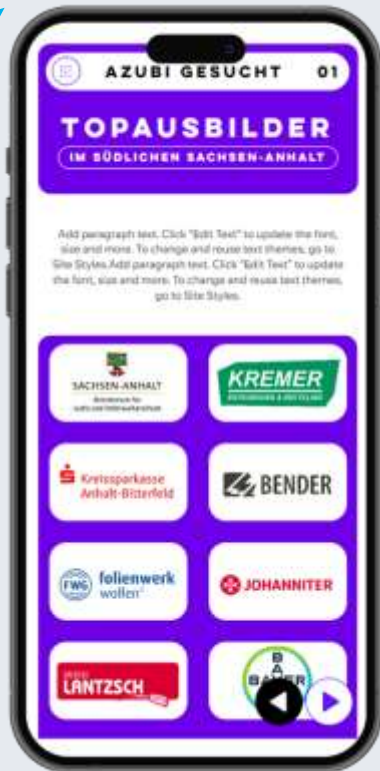 AZUBI GESUCHT 01
TOPAUSBILDER
IM SÜDLICHEN SACHSEN-ANHALT
Add paragraph text. Click "Edit Text" to update the font,
size and more. To change and reuse text themes, go to
Site Styles.Add paragraph text. Click "Edit Text" to update
the font, size and more. To change and reuse text themes,
go to Site Styles.
SACHSEN-ANHALT
Ministerium für
KREMER
Kreissparkasse
Anhalt-Bitterfeld
BENDER
FWG folienwerk
wolfen
JOHANNITER
LANTZSCH
BAYER
BAYER